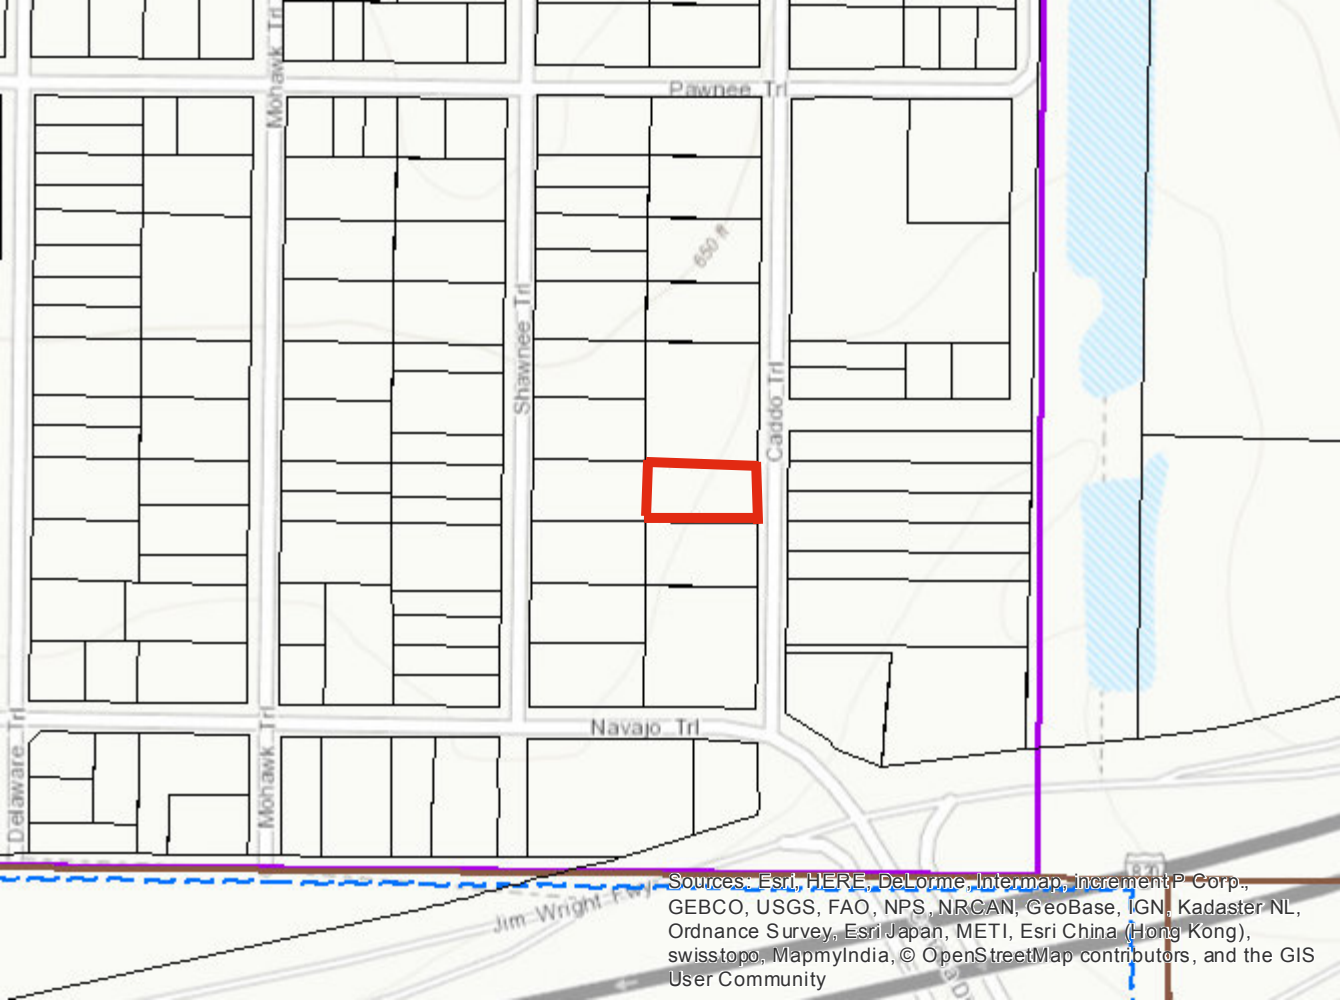 Mohawk Trl
Pawnee Trl
650 ft
Shawnee Trl
Caddo Trl
Navajo Trl
Delaware Trl
Mohawk Trl
820
Jim Wright Fwy
Sources: Esri, HERE, DeLorme, Intermap, increment P Corp.,
GEBCO, USGS, FAO, NPS, NRCAN, GeoBase, IGN, Kadaster NL,
Ordnance Survey, Esri Japan, METI, Esri China (Hong Kong),
swisstopo, MapmyIndia, © OpenStreetMap contributors, and the GIS
User Community